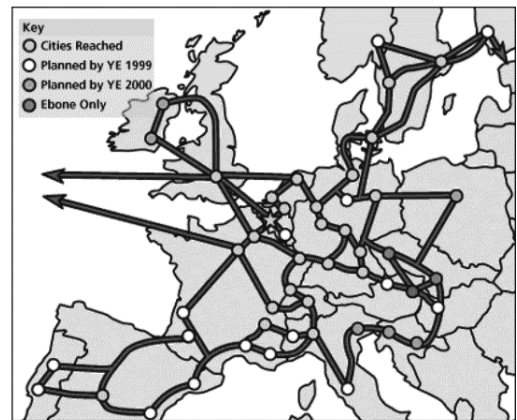 Key
Cities Reached
Planned by YE 1999
Planned by YE 2000
Ebone Only